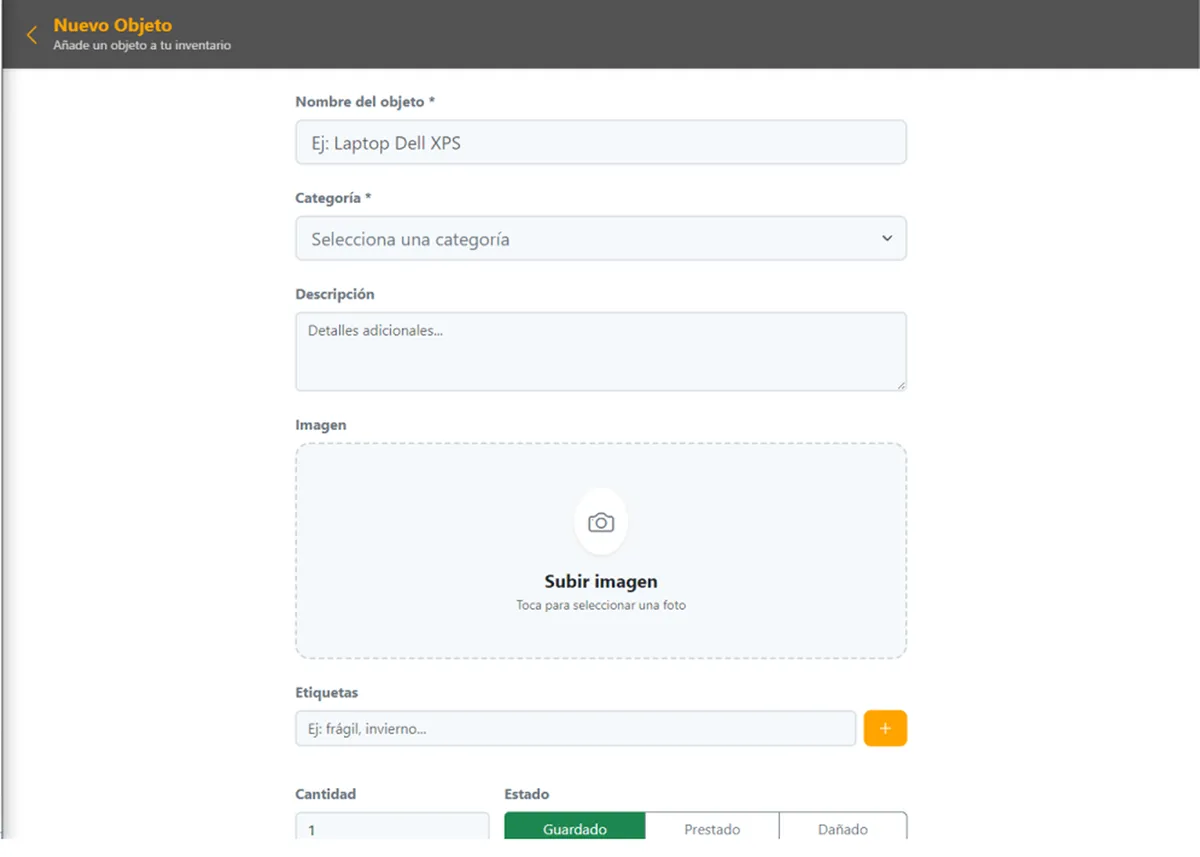 Nuevo Objeto
Añade un objeto a tu inventario
Nombre del objeto *
Ej: Laptop Dell XPS
Categoría *
Selecciona una categoría
Descripción
Detalles adicionales...
Imagen
Subir imagen
Toca para seleccionar una foto
Etiquetas
Ej: frágil, invierno...
+
Cantidad
Estado
1
Guardado
Prestado
Dañado